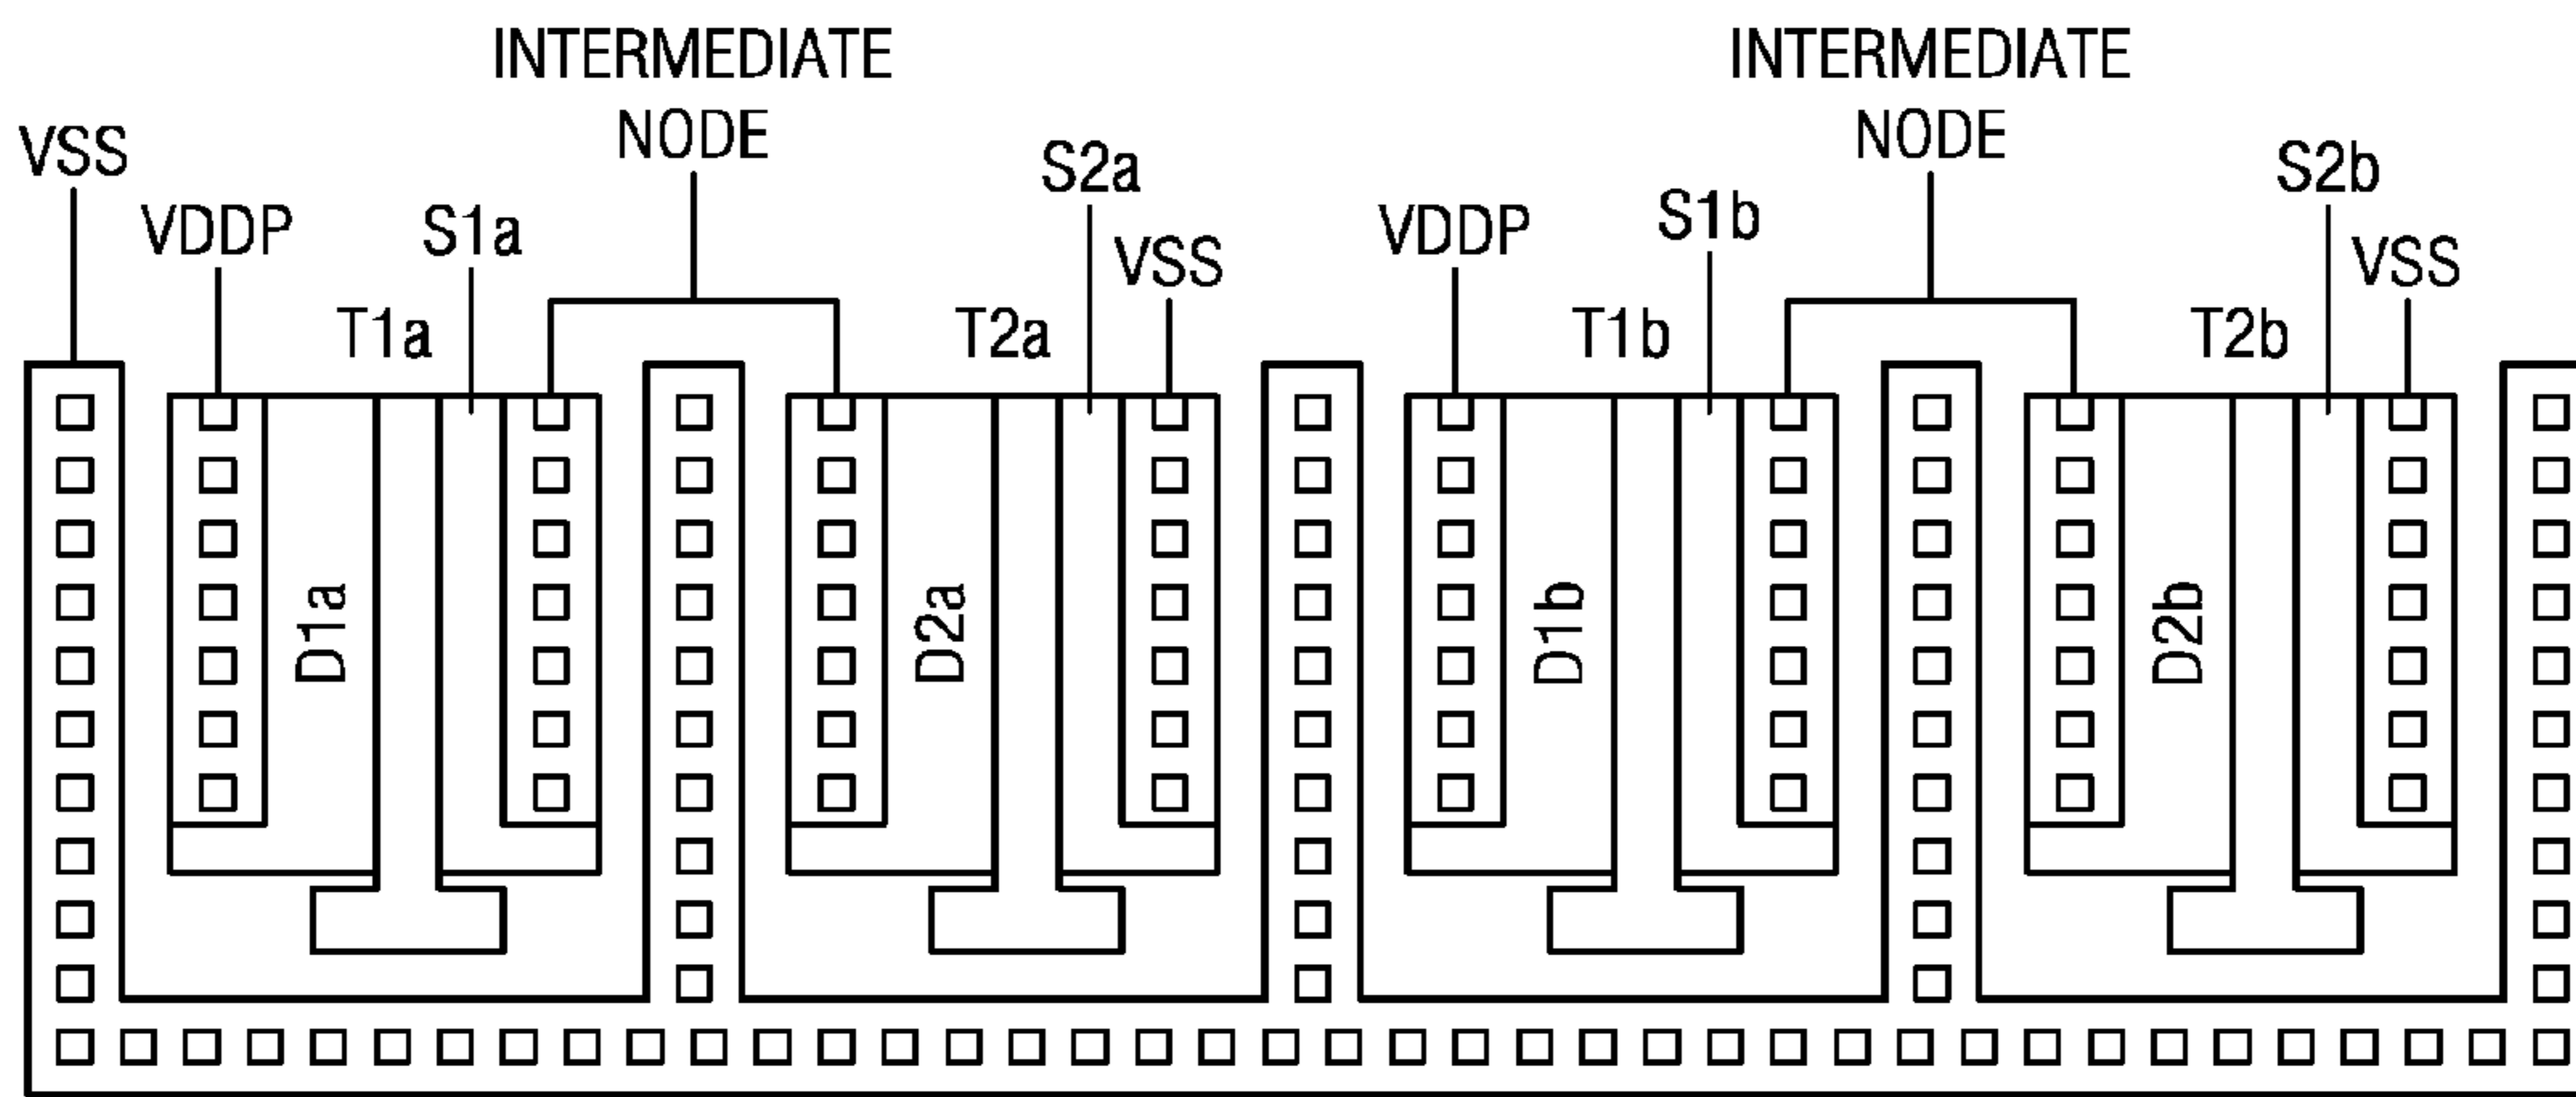 INTERMEDIATE
NODE
INTERMEDIATE
NODE
VSS
VDDP
S1a
S2a
VSS
VDDP
S1b
S2b
VSS
T1a
T2a
T1b
T2b
D1a
D2a
D1b
D2b